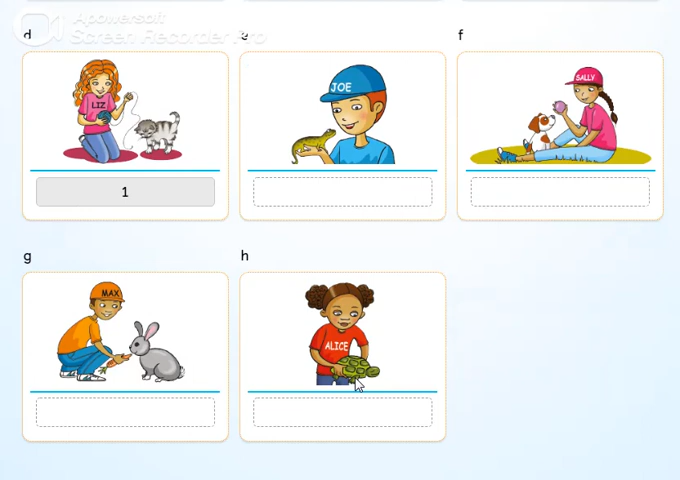 Apowersoft
Screen Recorder Pro
d
e
f
LIZ
JOE
SALLY
1
g
h
MAX
ALICE